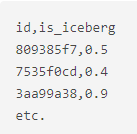 id,is_iceberg
809385f7,0.5
7535f0cd,0.4
3aa99a38,0.9
etc.